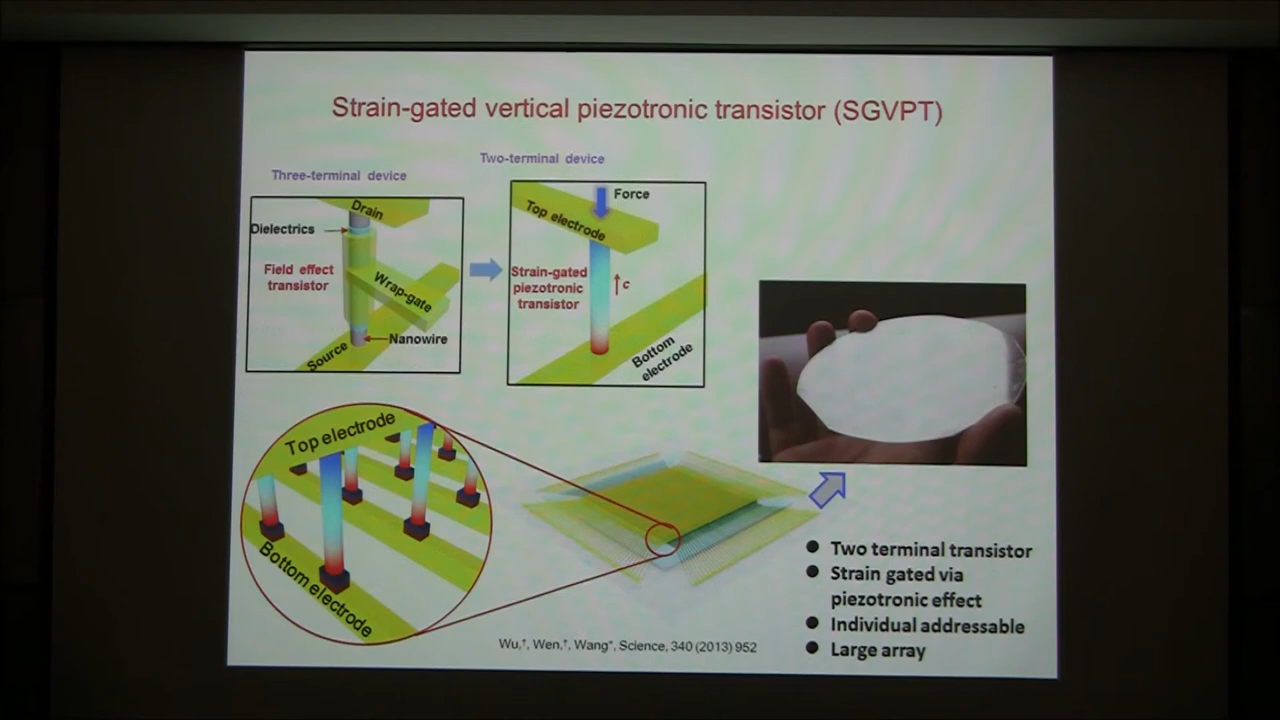 Strain-gated vertical piezotronic transistor (SGVPT)
Two-terminal device
Three-terminal device
Drain
Dielectrics
Field effect
transistor
Wrap-gate
Nanowire
Source
Force
Top electrode
Strain-gated
piezotronic
transistor
c
Bottom
electrode
Top electrode
Bottom electrode
Two terminal transistor
Strain gated via
piezotronic effect
Individual addressable
Large array
Wu,†, Wen,†, Wang*, Science, 340 (2013) 952